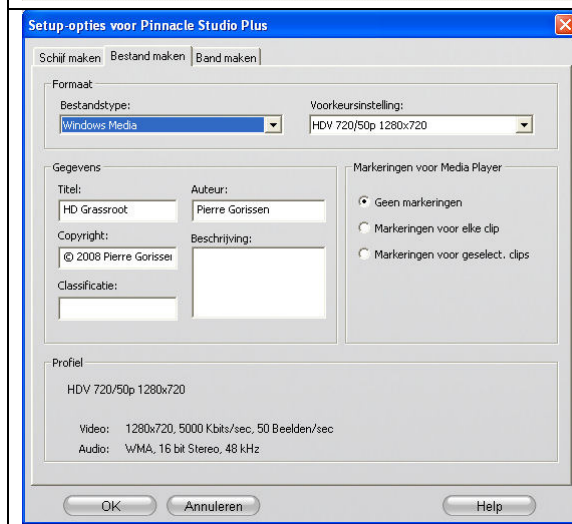 Setup-opties voor Pinnacle Studio Plus
Schijf maken Bestand maken Band maken
Formaat
Bestandstype: Voorkeursinstelling:
Windows Media HDV 720/50p 1280x720
Gegevens
Titel: Auteur:
HD Grassroot Pierre Gorissen
Copyright: Beschrijving:
© 2008 Pierre Gorisser
Classificatie:
Markeringen voor Media Player
Geen markeringen
Markeringen voor elke clip
Markeringen voor geselect. clips
Profiel
HDV 720/50p 1280x720
Video: 1280x720, 5000 Kbits/sec, 50 Beelden/sec
Audio: WMA, 16 bit Stereo, 48 kHz
OK Annuleren Help